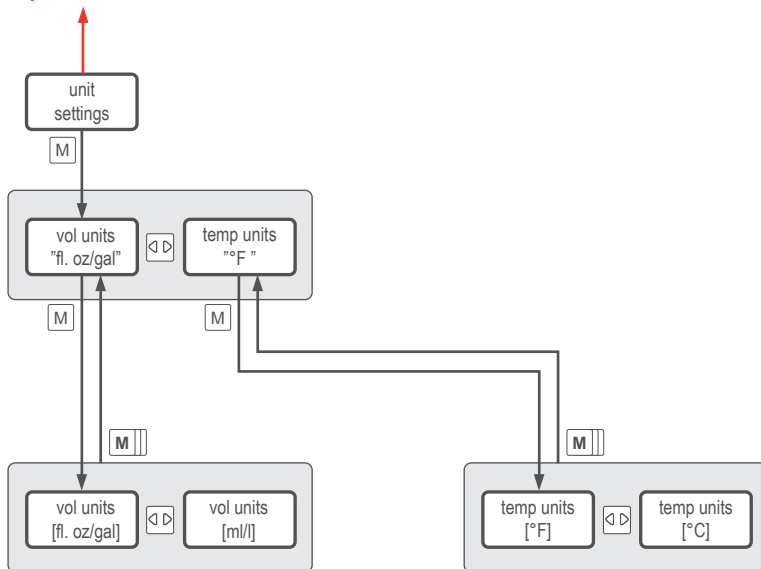 unit
settings
M
vol units
"fl. oz/gal"
temp units
"°F "
M
M
M
M
vol units
[fl. oz/gal]
vol units
[ml/l]
temp units
[°F]
temp units
[°C]